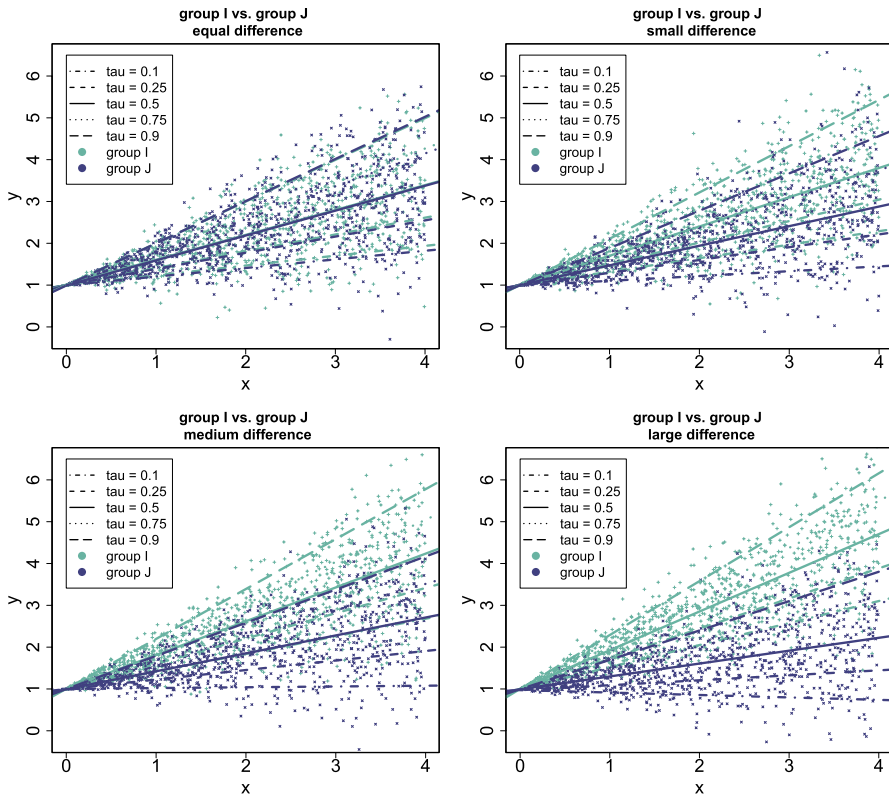 group I vs. group J
equal difference
tau = 0.1
tau = 0.25
tau = 0.5
tau = 0.75
tau = 0.9
group I
group J
y
6
5
4
3
2
1
0
0 1 2 3 4
x
group I vs. group J
small difference
tau = 0.1
tau = 0.25
tau = 0.5
tau = 0.75
tau = 0.9
group I
group J
y
6
5
4
3
2
1
0
0 1 2 3 4
x
group I vs. group J
medium difference
tau = 0.1
tau = 0.25
tau = 0.5
tau = 0.75
tau = 0.9
group I
group J
y
6
5
4
3
2
1
0
0 1 2 3 4
x
group I vs. group J
large difference
tau = 0.1
tau = 0.25
tau = 0.5
tau = 0.75
tau = 0.9
group I
group J
y
6
5
4
3
2
1
0
0 1 2 3 4
x